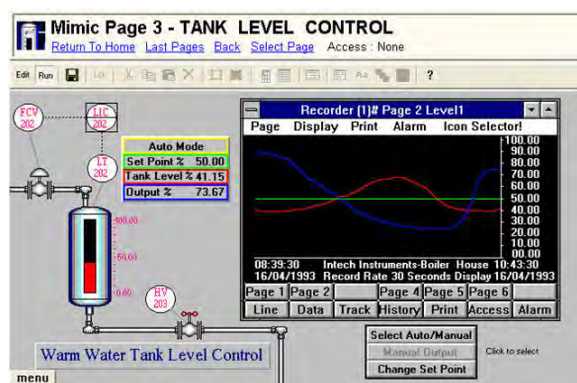 Mimic Page 3 - TANK LEVEL CONTROL
Return To Home Last Pages Back Select Page Access : None
Edit Run Aa ?
FCV 202
LIC 202
LT 202
Auto Mode
Set Point % 50.00
Tank Level % 41.15
Output % 73.67
100.00
50.00
0.00
HV 203
Warm Water Tank Level Control
menu
Recorder (1)# Page 2 Level1
Page Display Print Alarm Icon Selector!
100.00
90.00
80.00
70.00
60.00
50.00
40.00
30.00
20.00
10.00
00.00
08:39:30 Intech Instruments-Boiler House 10:43:30
16/04/1993 Record Rate 30 Seconds Display 16/04/1993
Page 1 Page 2 Page 4 Page 5 Page 6
Line Data Track History Print Access Alarm
Select Auto/Manual
Manual Output
Change Set Point
Click to select